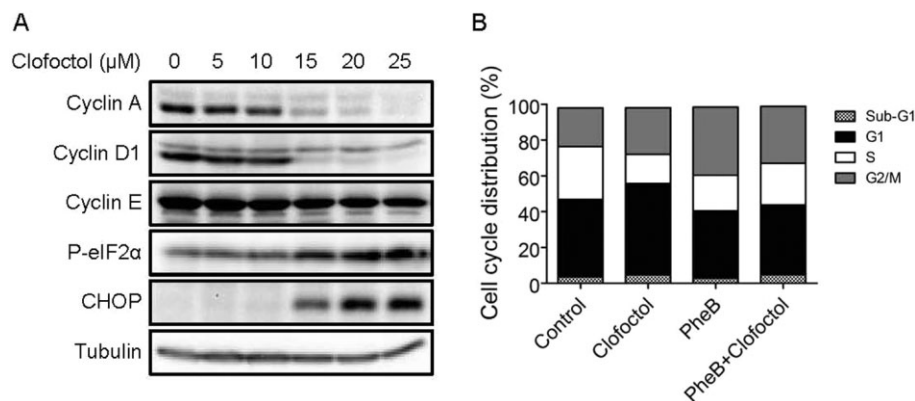 A
Clofoctol (µM) 0 5 10 15 20 25
Cyclin A
Cyclin D1
Cyclin E
P-eIF2α
CHOP
Tubulin
B
Cell cycle distribution (%)
100
80
60
40
20
0
Control
Clofoctol
PheB
PheB+Clofoctol
Sub-G1
G1
S
G2/M